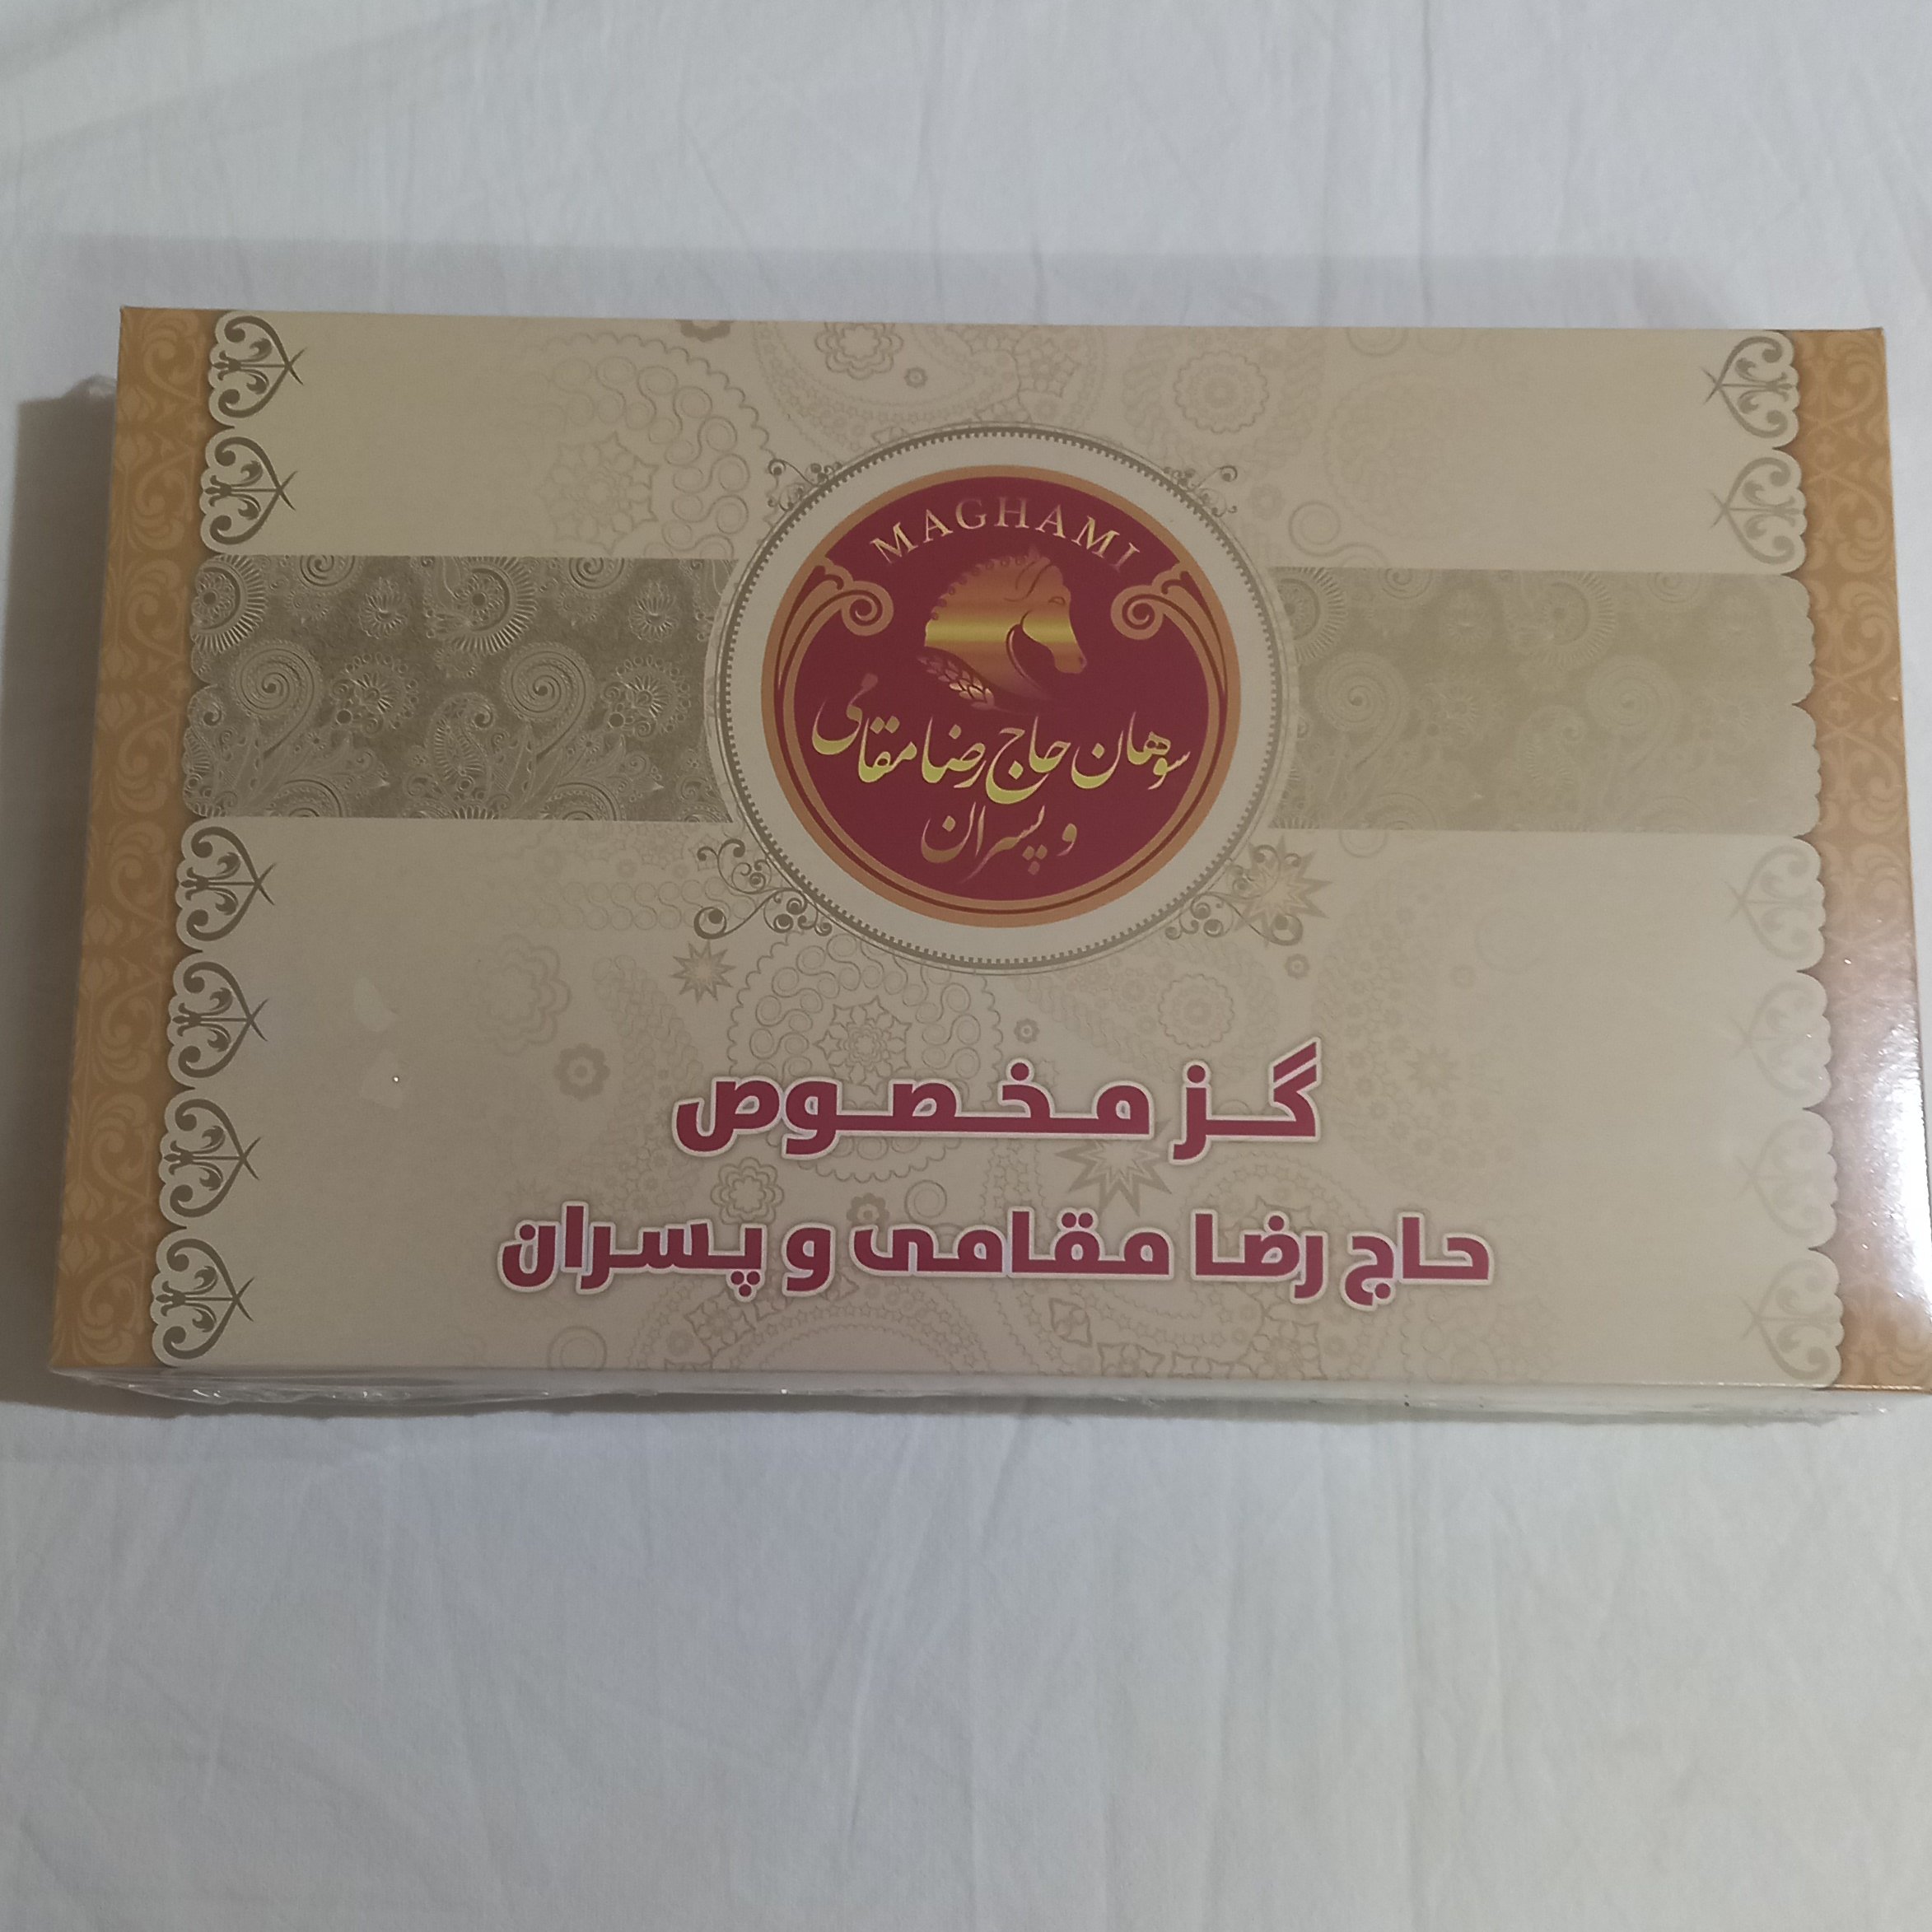 MAGHAMI
سوهان حاج رضا مقامی
و پسران
گز مخصوص
حاج رضا مقامی و پسران